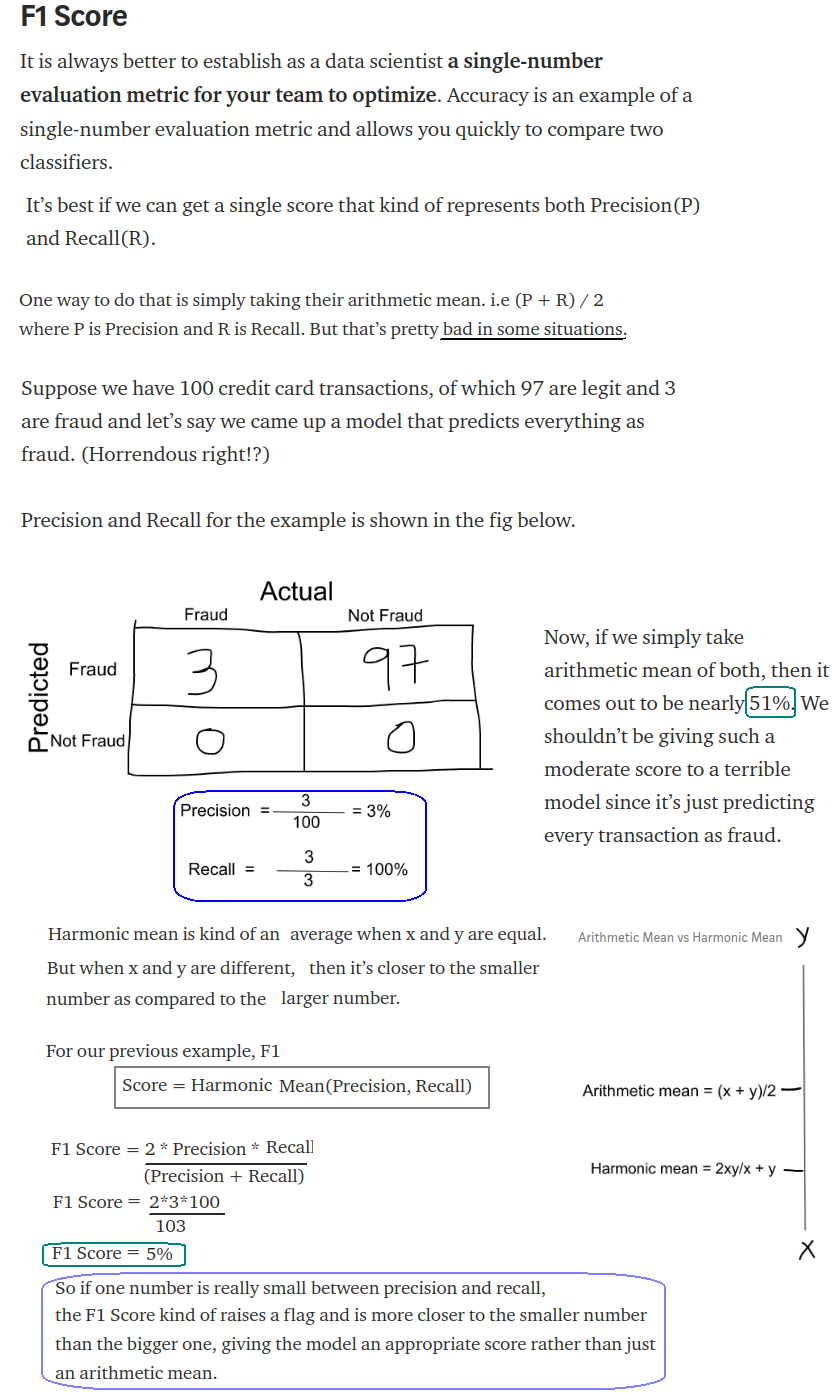 F1 Score
It is always better to establish as a data scientist a single-number
evaluation metric for your team to optimize. Accuracy is an example of a
single-number evaluation metric and allows you quickly to compare two
classifiers.
It's best if we can get a single score that kind of represents both Precision(P)
and Recall(R).
One way to do that is simply taking their arithmetic mean. i.e (P + R) / 2
where P is Precision and R is Recall. But that's pretty bad in some situations.
Suppose we have 100 credit card transactions, of which 97 are legit and 3
are fraud and let's say we came up a model that predicts everything as
fraud. (Horrendous right!?)
Precision and Recall for the example is shown in the fig below.
Actual
Fraud Not Fraud
Predicted
Fraud 3 97
Not Fraud 0 0
Precision = 3 / 100 = 3%
Recall = 3 / 3 = 100%
Now, if we simply take
arithmetic mean of both, then it
comes out to be nearly 51%. We
shouldn't be giving such a
moderate score to a terrible
model since it's just predicting
every transaction as fraud.
Harmonic mean is kind of an average when x and y are equal.
But when x and y are different, then it's closer to the smaller
number as compared to the larger number.
For our previous example, F1
Score = Harmonic Mean(Precision, Recall)
F1 Score = 2 * Precision * Recall
(Precision + Recall)
F1 Score = 2*3*100
103
F1 Score = 5%
Arithmetic Mean vs Harmonic Mean y
Arithmetic mean = (x + y)/2
Harmonic mean = 2xy/x + y
x
So if one number is really small between precision and recall,
the F1 Score kind of raises a flag and is more closer to the smaller number
than the bigger one, giving the model an appropriate score rather than just
an arithmetic mean.